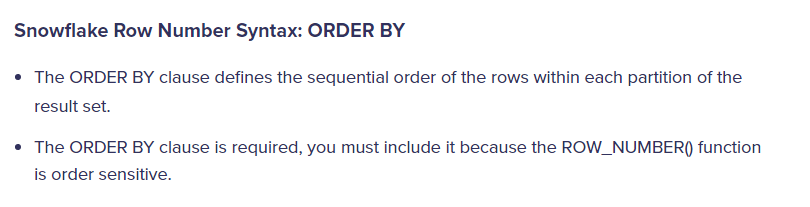 Snowflake Row Number Syntax: ORDER BY
• The ORDER BY clause defines the sequential order of the rows within each partition of the
result set.
• The ORDER BY clause is required, you must include it because the ROW_NUMBER() function
is order sensitive.